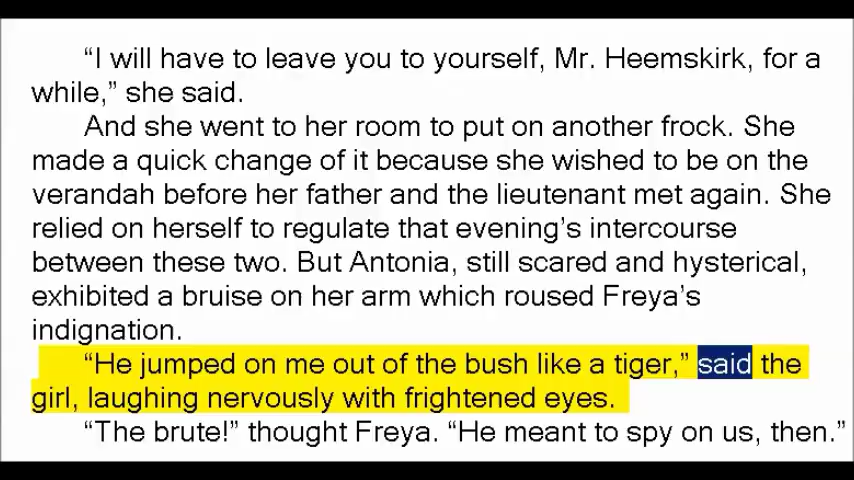 “I will have to leave you to yourself, Mr. Heemskirk, for a
while,” she said.
And she went to her room to put on another frock. She
made a quick change of it because she wished to be on the
verandah before her father and the lieutenant met again. She
relied on herself to regulate that evening’s intercourse
between these two. But Antonia, still scared and hysterical,
exhibited a bruise on her arm which roused Freya’s
indignation.
“He jumped on me out of the bush like a tiger,” said the
girl, laughing nervously with frightened eyes.
“The brute!” thought Freya. “He meant to spy on us, then.”